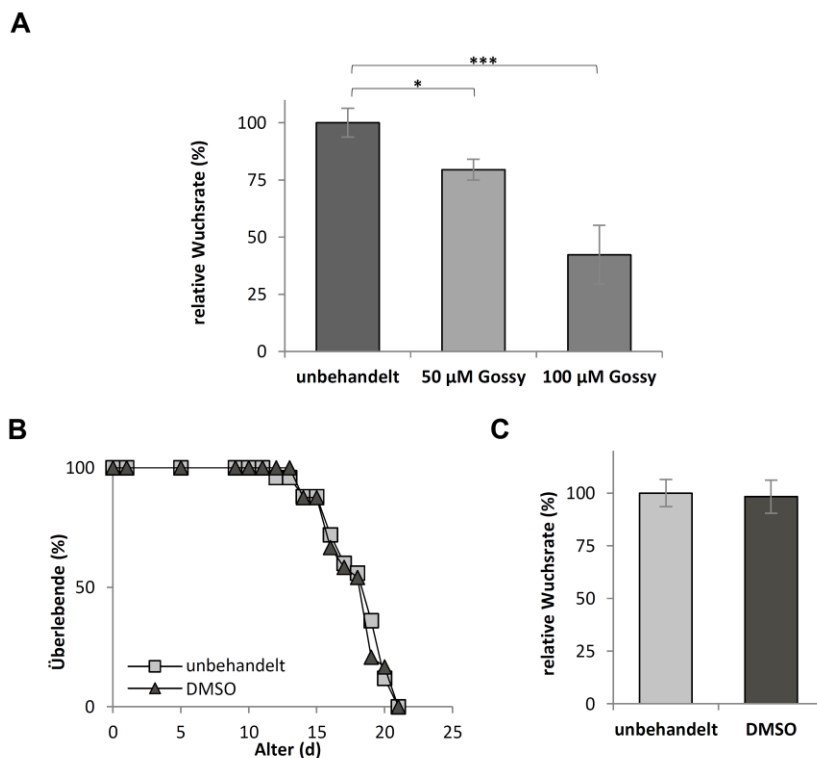 A
***
*
relative Wuchsrate (%)
100
75
50
25
0
unbehandelt 50 µM Gossy 100 µM Gossy
B
Überlebende (%)
100
50
0
unbehandelt
DMSO
0 5 10 15 20 25
Alter (d)
C
relative Wuchsrate (%)
100
75
50
25
0
unbehandelt DMSO